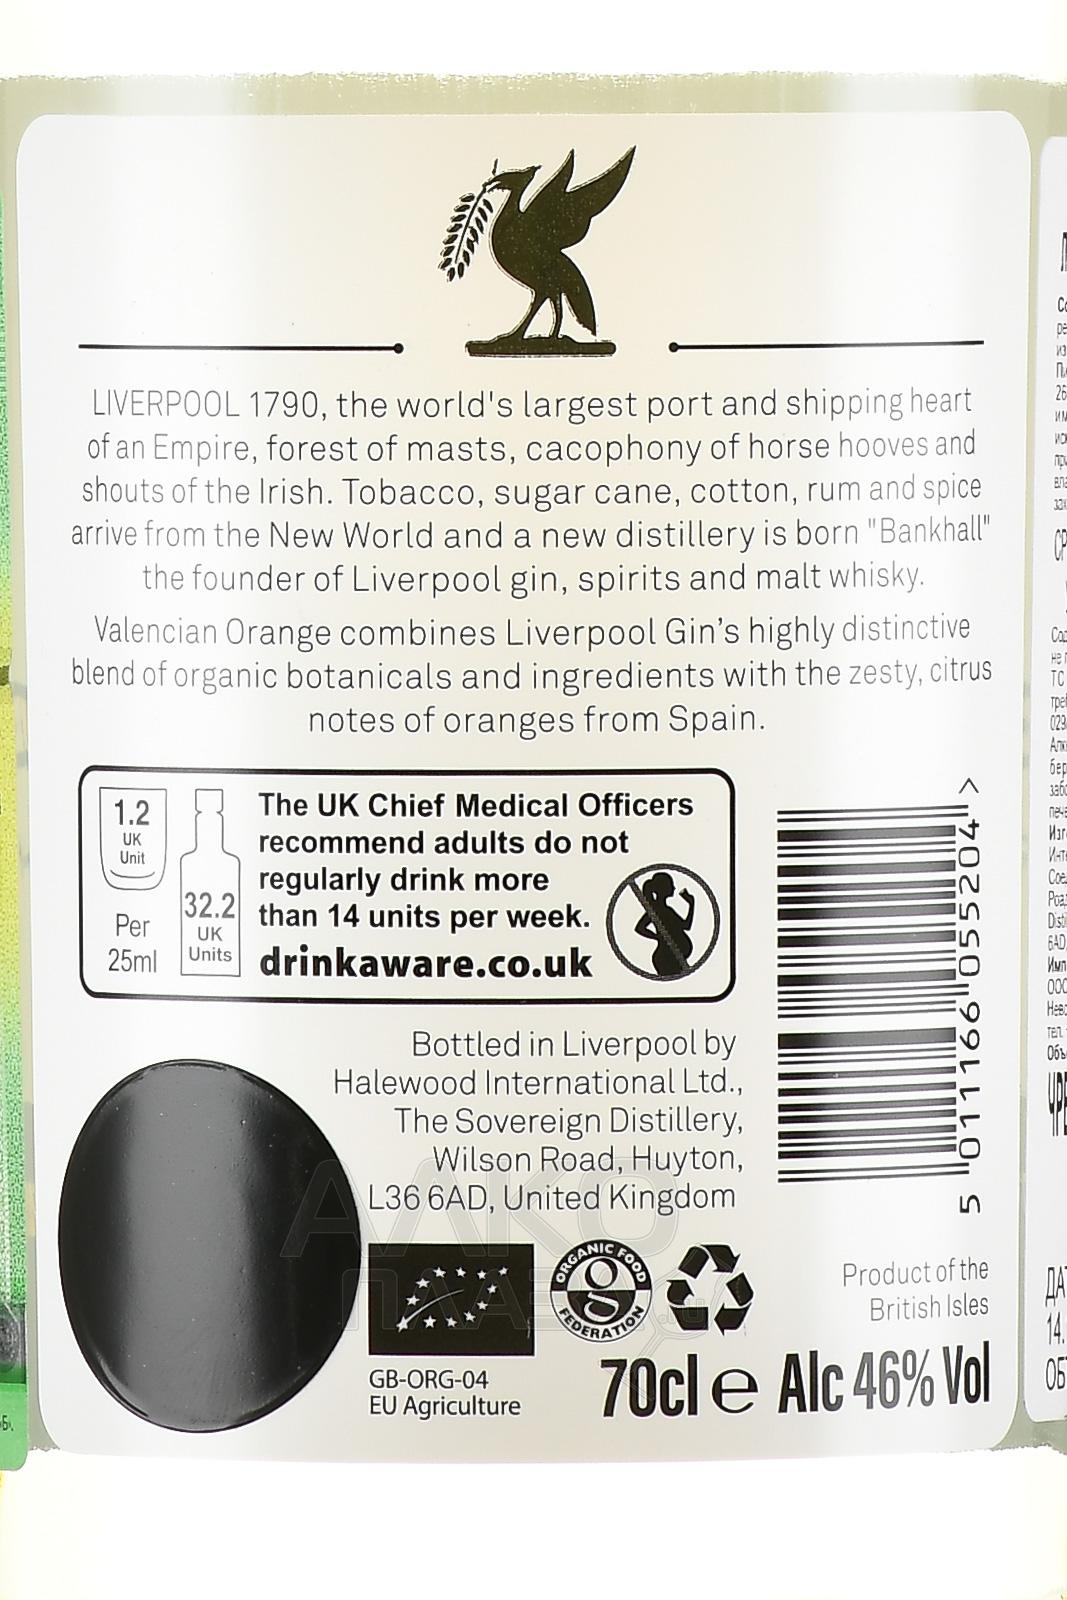 LIVERPOOL 1790, the world's largest port and shipping heart
of an Empire, forest of masts, cacophony of horse hooves and
shouts of the Irish. Tobacco, sugar cane, cotton, rum and spice
arrive from the New World and a new distillery is born "Bankhall"
the founder of Liverpool gin, spirits and malt whisky.
Valencian Orange combines Liverpool Gin’s highly distinctive
blend of organic botanicals and ingredients with the zesty, citrus
notes of oranges from Spain.
1.2
UK
Unit
Per
25ml
32.2
UK
Units
The UK Chief Medical Officers
recommend adults do not
regularly drink more
than 14 units per week.
drinkaware.co.uk
5 011166 055204 >
Bottled in Liverpool by
Halewood International Ltd.,
The Sovereign Distillery,
Wilson Road, Huyton,
L36 6AD, United Kingdom
ORGANIC FOOD
FEDERATION
GB-ORG-04
EU Agriculture
Product of the
British Isles
70cl e Alc 46% Vol
АЛКО
ПЛАЗА.ru